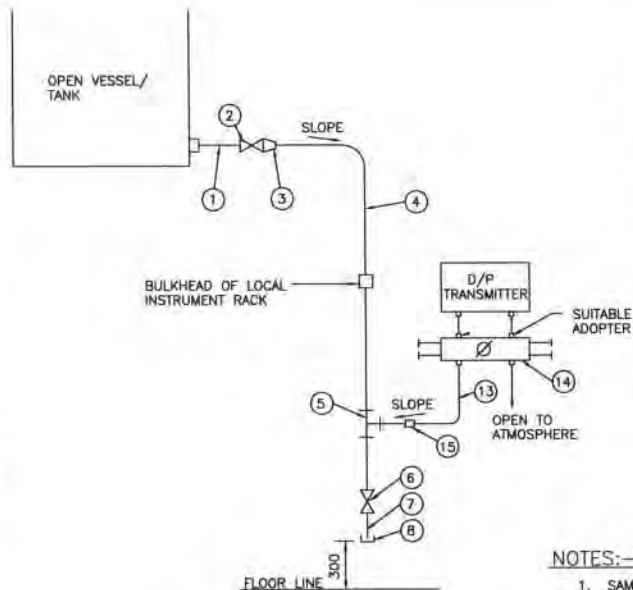 OPEN VESSEL/
TANK
2
SLOPE
1
3
4
BULKHEAD OF LOCAL
INSTRUMENT RACK
D/P
TRANSMITTER
SUITABLE
ADOPTER
13
14
5
SLOPE
15
OPEN TO
ATMOSPHERE
6
7
8
300
FLOOR LINE
NOTES:-
1. SAM